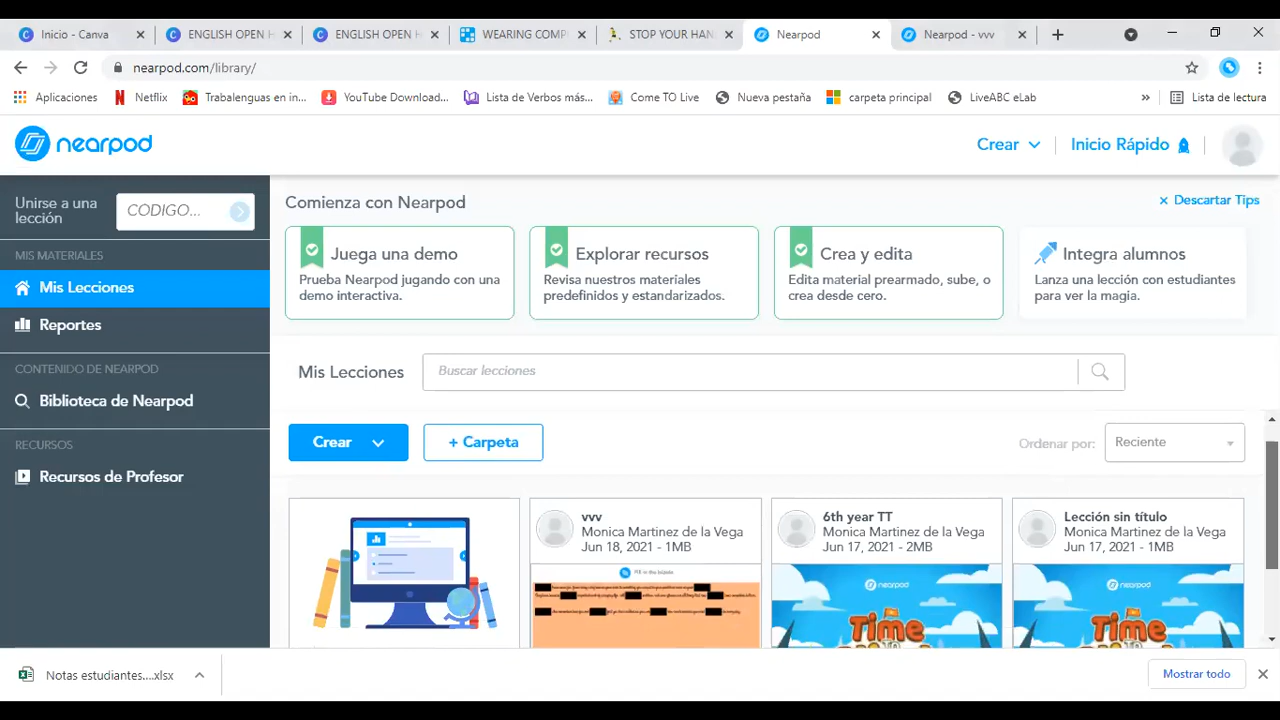 Inicio - Canva
ENGLISH OPEN H
ENGLISH OPEN H
WEARING COMP
STOP YOUR HAN
Nearpod
Nearpod - vvv
nearpod.com/library/
Aplicaciones
Netflix
Trabalenguas en in...
YouTube Download...
Lista de Verbos más...
Come TO Live
Nueva pestaña
carpeta principal
LiveABC eLab
»
Lista de lectura
nearpod
Crear
Inicio Rápido
Unirse a una
lección
CODIGO...
MIS MATERIALES
Mis Lecciones
Reportes
CONTENIDO DE NEARPOD
Biblioteca de Nearpod
RECURSOS
Recursos de Profesor
Comienza con Nearpod
× Descartar Tips
Juega una demo
Prueba Nearpod jugando con una
demo interactiva.
Explorar recursos
Revisa nuestros materiales
predefinidos y estandarizados.
Crea y edita
Edita material prearmado, sube, o
crea desde cero.
Integra alumnos
Lanza una lección con estudiantes
para ver la magia.
Mis Lecciones
Buscar lecciones
Crear
+ Carpeta
Ordenar por:
Reciente
vvv
Monica Martinez de la Vega
Jun 18, 2021 - 1MB
Fill in the blanks
6th year TT
Monica Martinez de la Vega
Jun 17, 2021 - 2MB
nearpod
Time
Lección sin título
Monica Martinez de la Vega
Jun 17, 2021 - 1MB
nearpod
Time
Notas estudiantes....xlsx
Mostrar todo